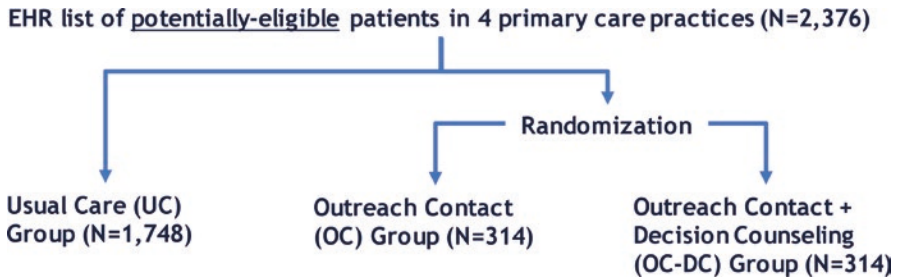 EHR list of potentially-eligible patients in 4 primary care practices (N=2,376)
Randomization
Usual Care (UC)
Group (N=1,748)
Outreach Contact
(OC) Group (N=314)
Outreach Contact +
Decision Counseling
(OC-DC) Group (N=314)